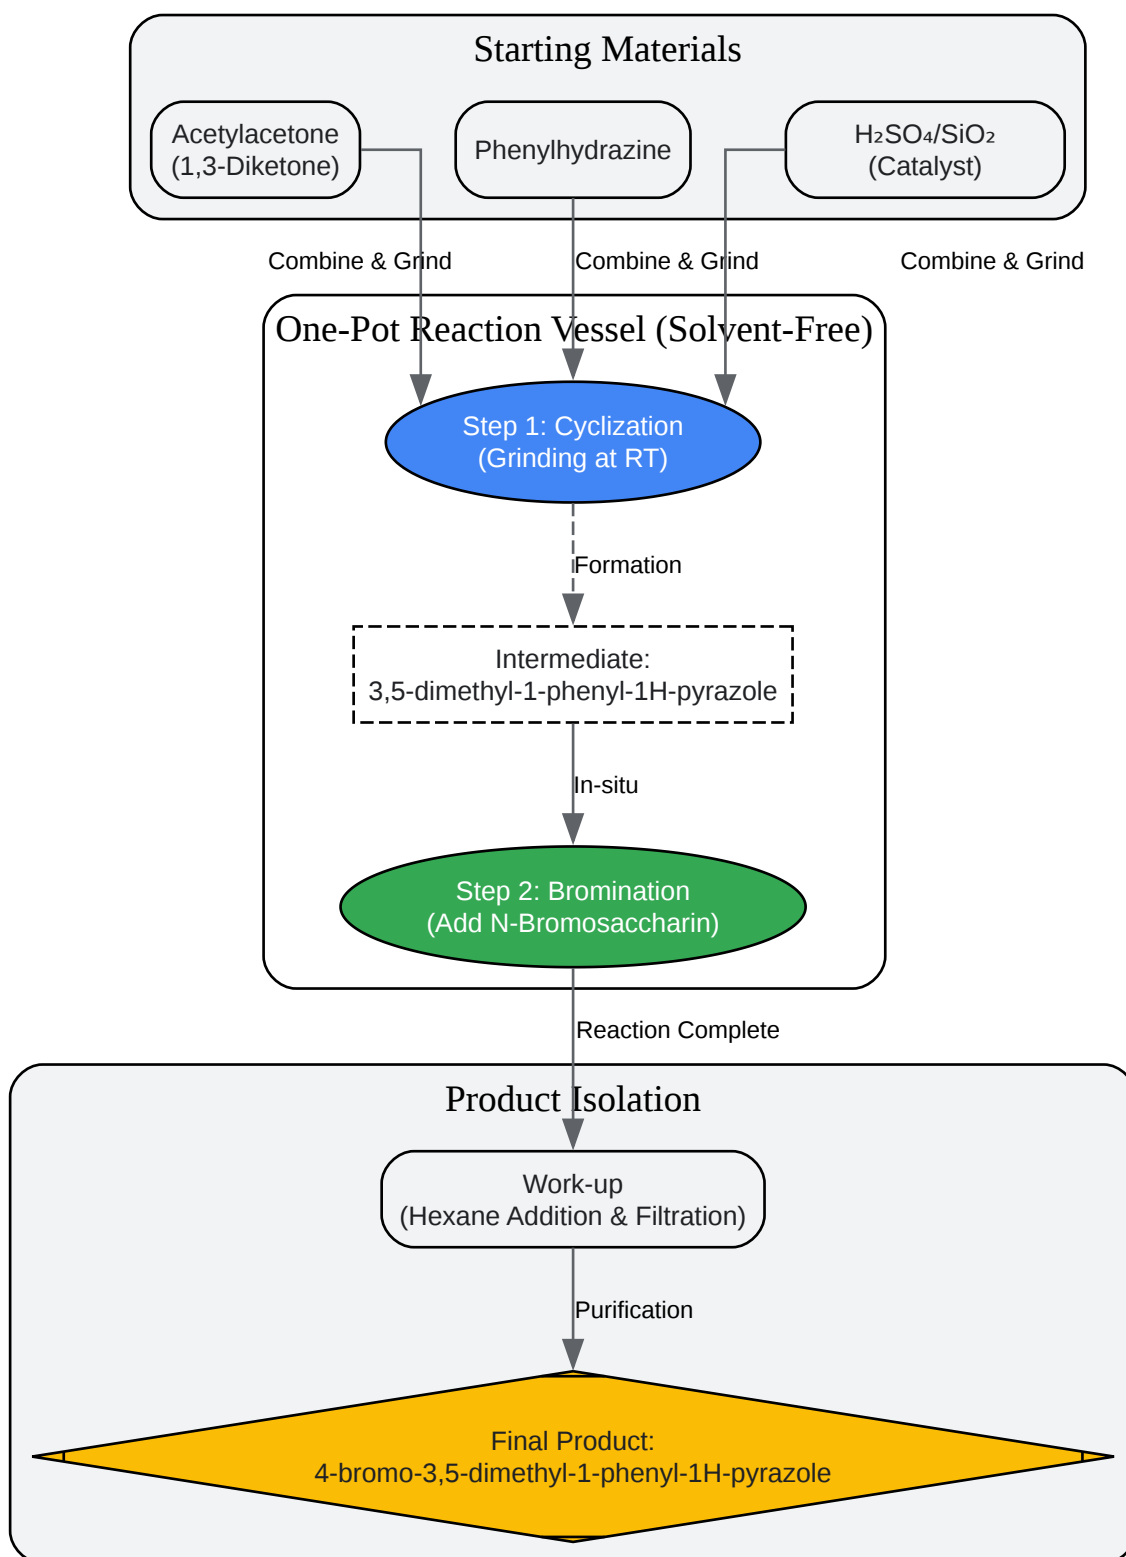 Starting Materials
Acetylacetone
(1,3-Diketone)
Phenylhydrazine
H₂SO₄/SiO₂
(Catalyst)
Combine & Grind
Combine & Grind
Combine & Grind
One-Pot Reaction Vessel (Solvent-Free)
Step 1: Cyclization
(Grinding at RT)
Formation
Intermediate:
3,5-dimethyl-1-phenyl-1H-pyrazole
In-situ
Step 2: Bromination
(Add N-Bromosaccharin)
Reaction Complete
Product Isolation
Work-up
(Hexane Addition & Filtration)
Purification
Final Product:
4-bromo-3,5-dimethyl-1-phenyl-1H-pyrazole